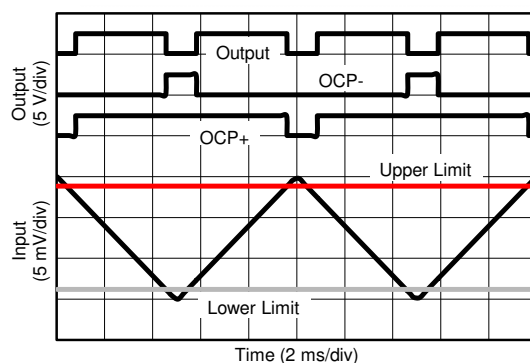 Output
(5 V/div)
Output
OCP-
OCP+
Upper Limit
Input
(5 mV/div)
Lower Limit
Time (2 ms/div)